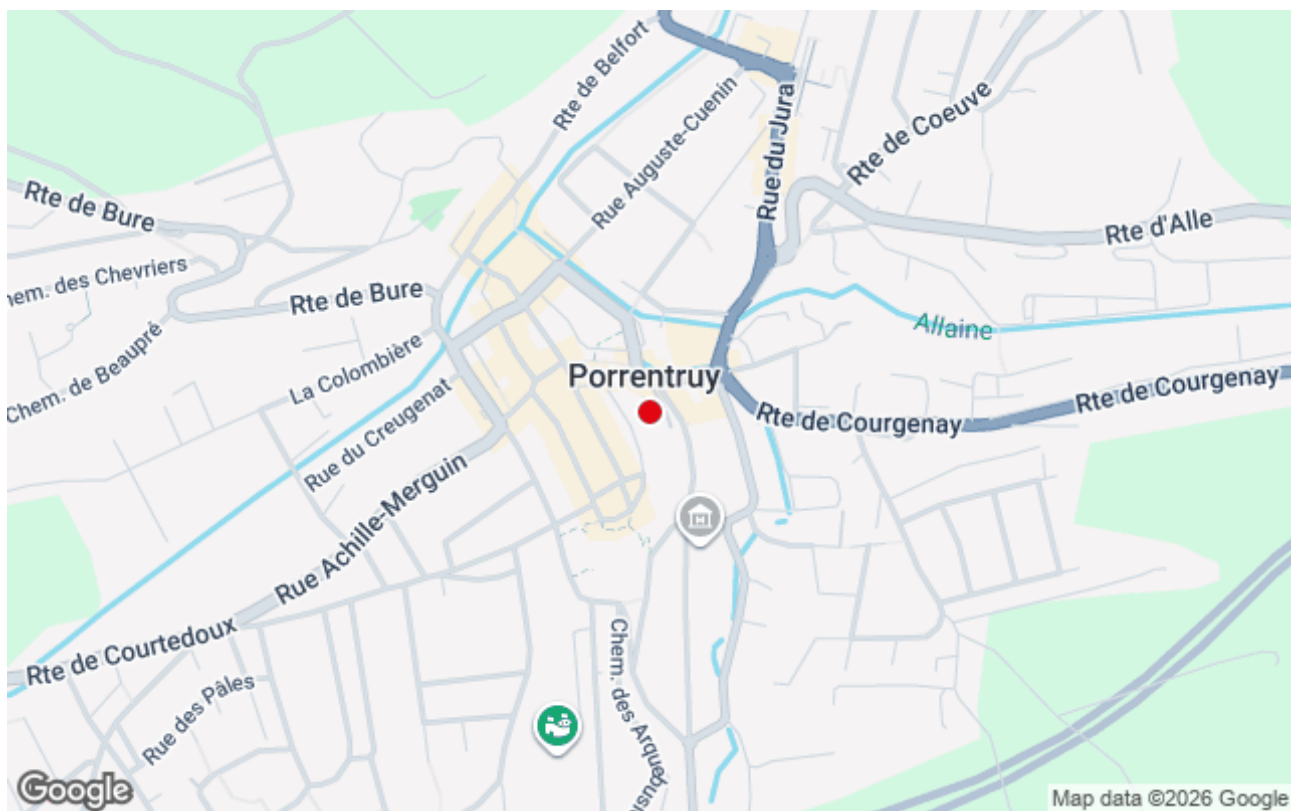 Rte de Belfort
Rue Auguste-Cuenin
Rue du Jura
Rte de Coeuve
Rte de Bure
Rte d'Alle
hem. des Chevriers
Rte de Bure
Allaine
Chem. de Beaupré
La Colombière
Porrentruy
Rte de Courgenay
Rte de Courgenay
Rue du Creugenat
Rue Achille-Merguin
Rte de Courtedoux
Chem. des Arquebusi
Rue des Pâles
Google
Map data ©2026 Google